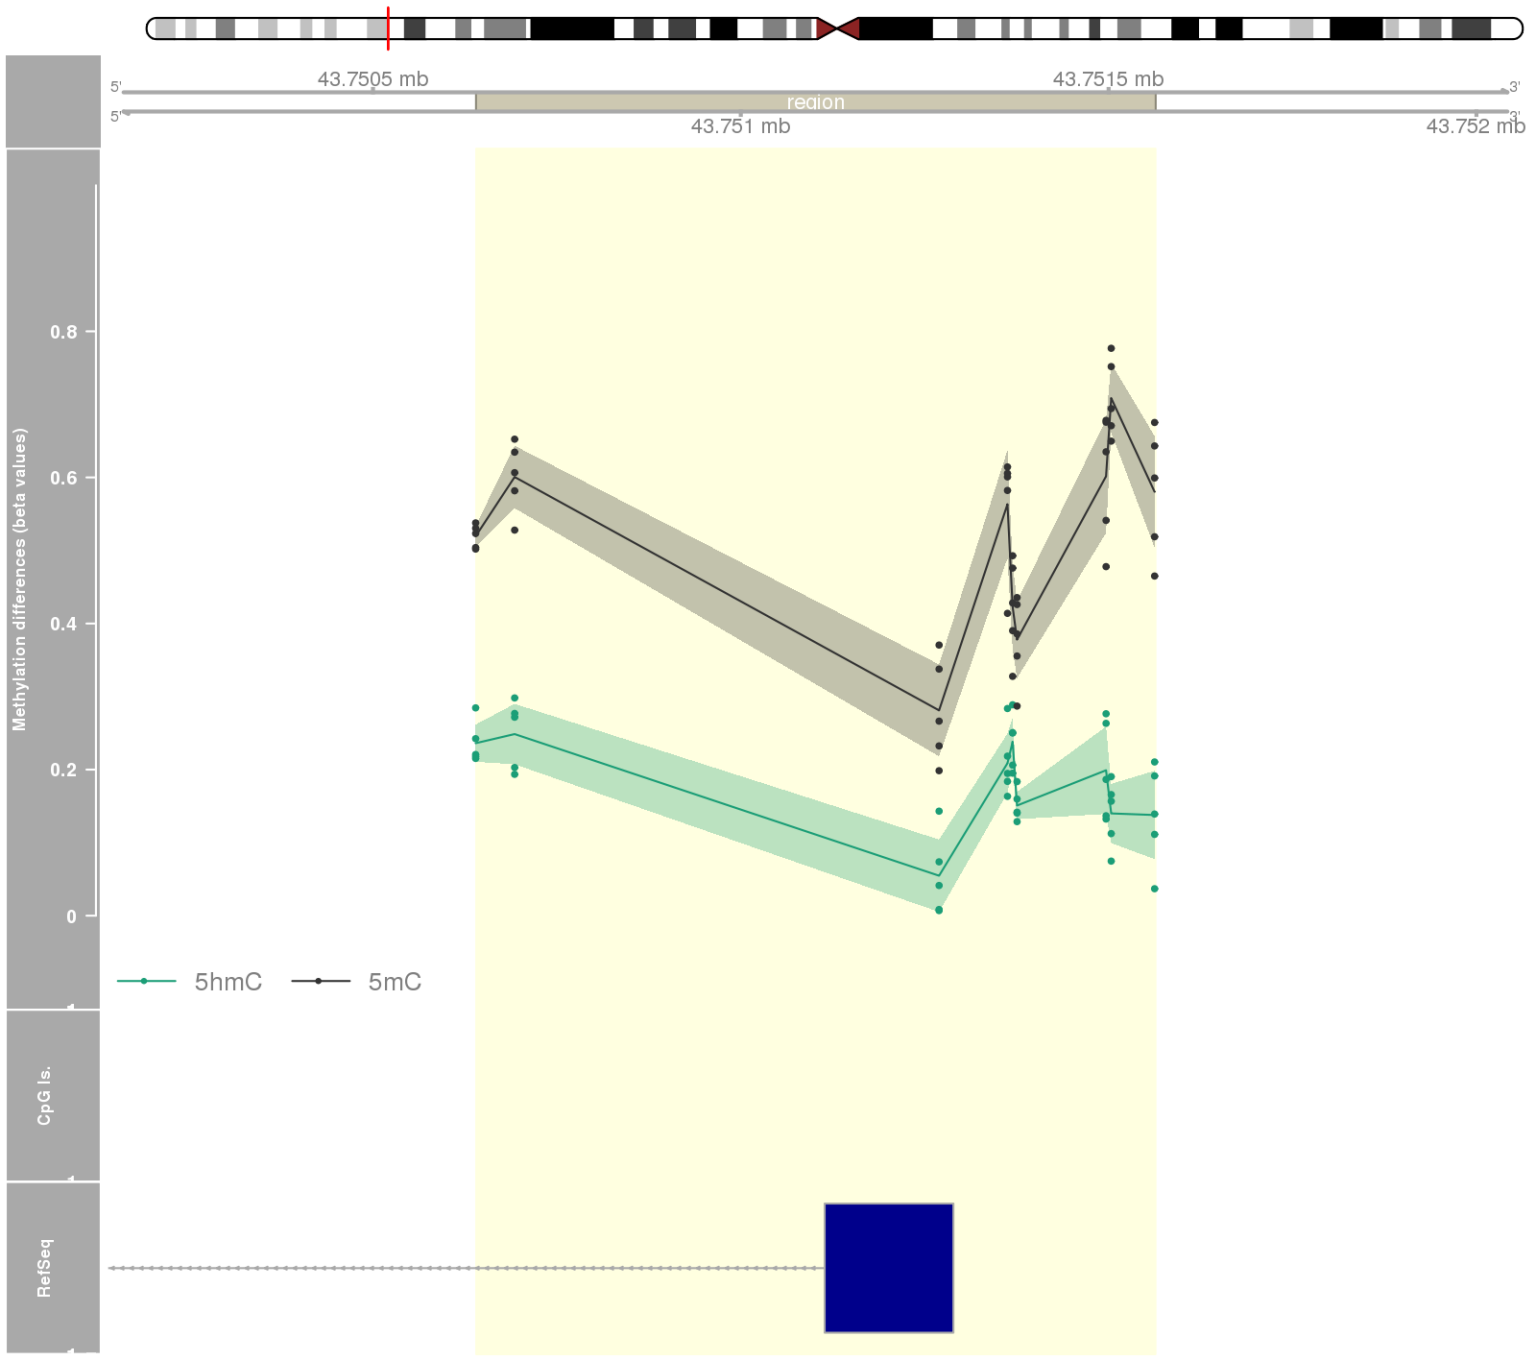 43.7505 mb
43.7515 mb
5'
3'
region
5'
3'
43.751 mb
43.752 mb
Methylation differences (beta values)
0.8
0.6
0.4
0.2
0
5hmC
5mC
CpG Is.
RefSeq